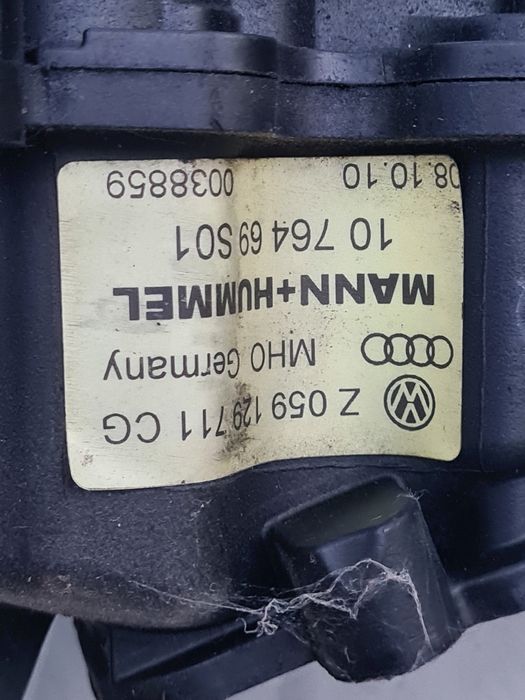 Z 059 129 711 CG
MHO Germany
MANN+HUMMEL
10 764 69 S01
08.10.10 0038859